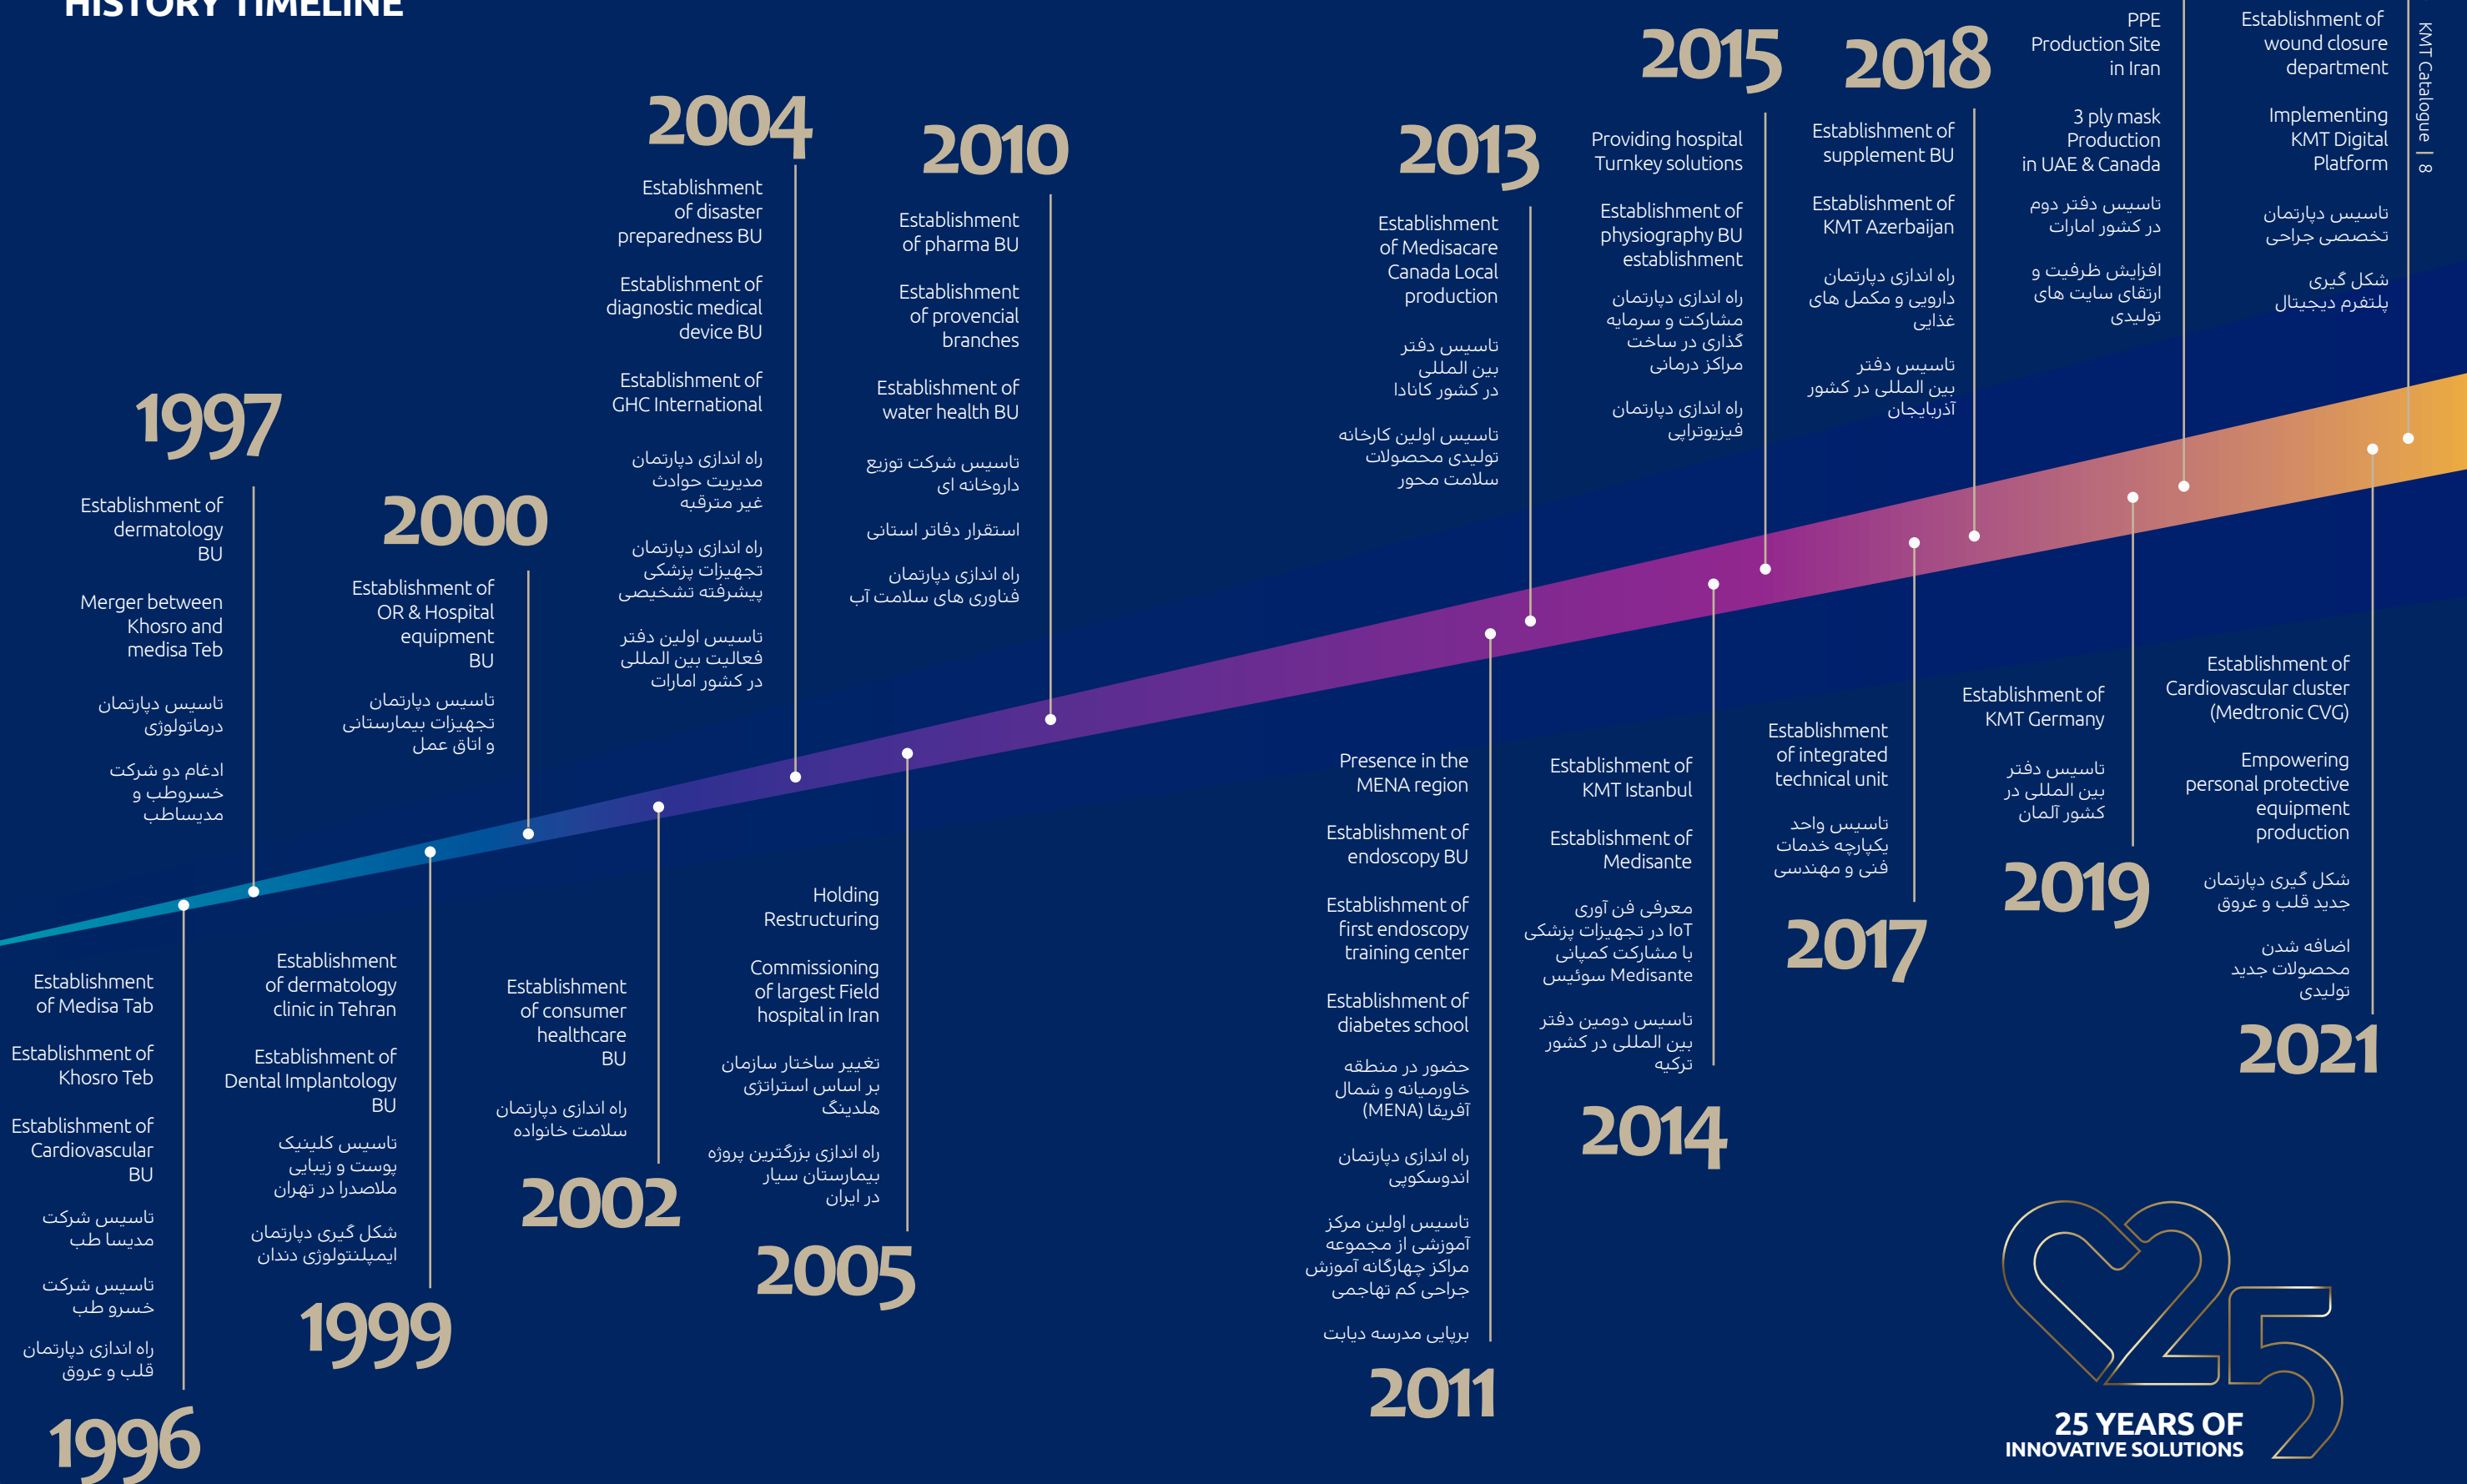 HISTORY TIMELINE
1996
Establishment
of Medisa Tab
Establishment of
Khosro Teb
Establishment of
Cardiovascular
BU
تاسیس شرکت
مدیسا طب
تاسیس شرکت
خسرو طب
راه اندازی دپارتمان
قلب و عروق
1997
Establishment of
dermatology
BU
Merger between
Khosro and
medisa Teb
تاسیس دپارتمان
درماتولوژی
ادغام دو شرکت
خسروطب و
مدیساطب
1999
Establishment
of dermatology
clinic in Tehran
Establishment of
Dental Implantology
BU
تاسیس کلینیک
پوست و زیبایی
ملاصدرا در تهران
شکل گیری دپارتمان
ایمپلنتولوژی دندان
2000
Establishment of
OR & Hospital
equipment
BU
تاسیس دپارتمان
تجهیزات بیمارستانی
و اتاق عمل
2002
Establishment
of consumer
healthcare
BU
راه اندازی دپارتمان
سلامت خانواده
2004
Establishment
of disaster
preparedness BU
Establishment of
diagnostic medical
device BU
Establishment of
GHC International
راه اندازی دپارتمان
مدیریت حوادث
غیر مترقبه
راه اندازی دپارتمان
تجهیزات پزشکی
پیشرفته تشخیصی
تاسیس اولین دفتر
فعالیت بین المللی
در کشور امارات
2005
Holding
Restructuring
Commissioning
of largest Field
hospital in Iran
تغییر ساختار سازمان
بر اساس استراتژی
هلدینگ
راه اندازی بزرگترین پروژه
بیمارستان سیار
در ایران
2010
Establishment
of pharma BU
Establishment
of provencial
branches
Establishment of
water health BU
تاسیس شرکت توزیع
داروخانه ای
استقرار دفاتر استانی
راه اندازی دپارتمان
فناوری های سلامت آب
2011
Presence in the
MENA region
Establishment of
endoscopy BU
Establishment of
first endoscopy
training center
Establishment of
diabetes school
حضور در منطقه
خاورمیانه و شمال
آفریقا (MENA)
راه اندازی دپارتمان
اندوسکوپی
تاسیس اولین مرکز
آموزشی از مجموعه
مراکز چهارگانه آموزش
جراحی کم تهاجمی
برپایی مدرسه دیابت
2013
Establishment
of Medisacare
Canada Local
production
تاسیس دفتر
بین المللی
در کشور کانادا
تاسیس اولین کارخانه
تولیدی محصولات
سلامت محور
2014
Establishment of
KMT Istanbul
Establishment of
Medisante
معرفی فن آوری
IoT در تجهیزات پزشکی
با مشارکت کمپانی
Medisante سوئیس
تاسیس دومین دفتر
بین المللی در کشور
ترکیه
2015
Providing hospital
Turnkey solutions
Establishment of
physiography BU
establishment
راه اندازی دپارتمان
مشارکت و سرمایه
گذاری در ساخت
مراکز درمانی
راه اندازی دپارتمان
فیزیوتراپی
2017
Establishment
of integrated
technical unit
تاسیس واحد
یکپارچه خدمات
فنی و مهندسی
2018
Establishment of
supplement BU
Establishment of
KMT Azerbaijan
راه اندازی دپارتمان
دارویی و مکمل های
غذایی
تاسیس دفتر
بین المللی در کشور
آذربایجان
2019
Establishment of
KMT Germany
تاسیس دفتر
بین المللی در
کشور آلمان
PPE
Production Site
in Iran
3 ply mask
Production
in UAE & Canada
تاسیس دفتر دوم
در کشور امارات
افزایش ظرفیت و
ارتقای سایت های
تولیدی
2021
Establishment of
Cardiovascular cluster
(Medtronic CVG)
Empowering
personal protective
equipment
production
شکل گیری دپارتمان
جدید قلب و عروق
اضافه شدن
محصولات جدید
تولیدی
Establishment of
wound closure
department
Implementing
KMT Digital
Platform
تاسیس دپارتمان
تخصصی جراحی
شکل گیری
پلتفرم دیجیتال
KMT Catalogue | 8
25
25 YEARS OF
INNOVATIVE SOLUTIONS